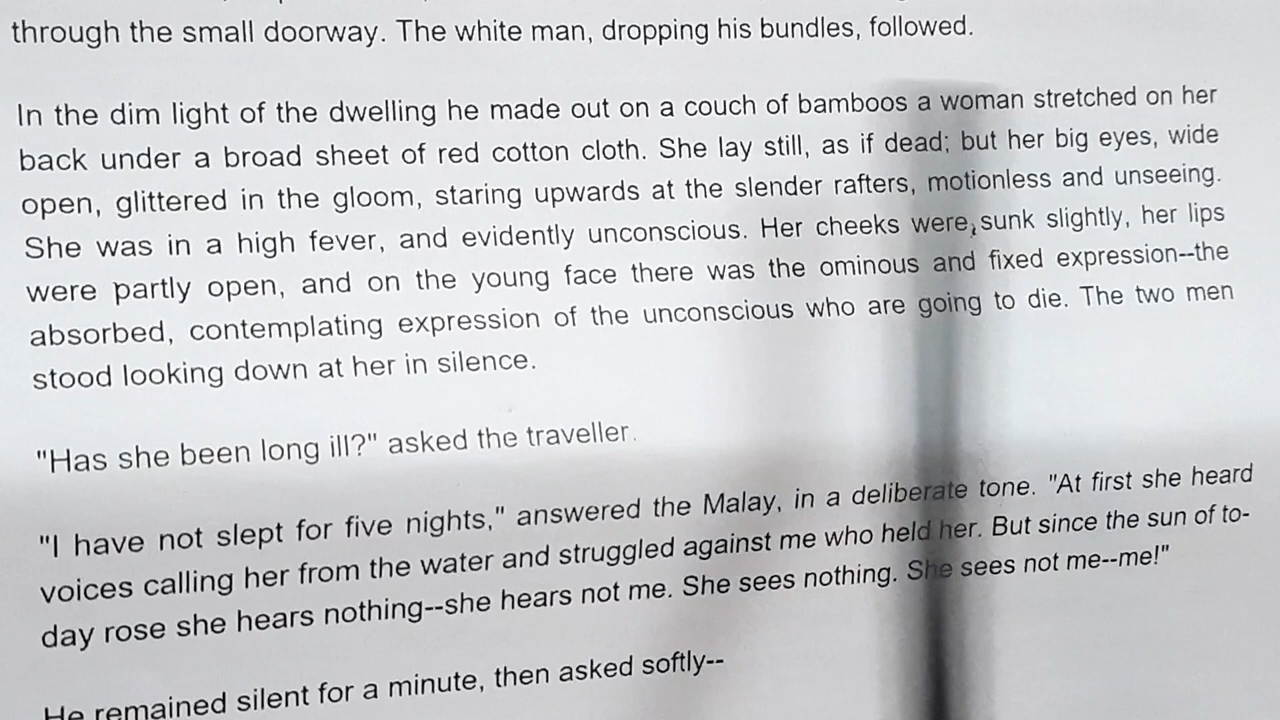 through the small doorway. The white man, dropping his bundles, followed.
In the dim light of the dwelling he made out on a couch of bamboos a woman stretched on her
back under a broad sheet of red cotton cloth. She lay still, as if dead; but her big eyes, wide
open, glittered in the gloom, staring upwards at the slender rafters, motionless and unseeing.
She was in a high fever, and evidently unconscious. Her cheeks were, sunk slightly, her lips
were partly open, and on the young face there was the ominous and fixed expression--the
absorbed, contemplating expression of the unconscious who are going to die. The two men
stood looking down at her in silence.
"Has she been long ill?" asked the traveller.
"I have not slept for five nights," answered the Malay, in a deliberate tone. "At first she heard
voices calling her from the water and struggled against me who held her. But since the sun of to-
day rose she hears nothing--she hears not me. She sees nothing. She sees not me--me!"
He remained silent for a minute, then asked softly--